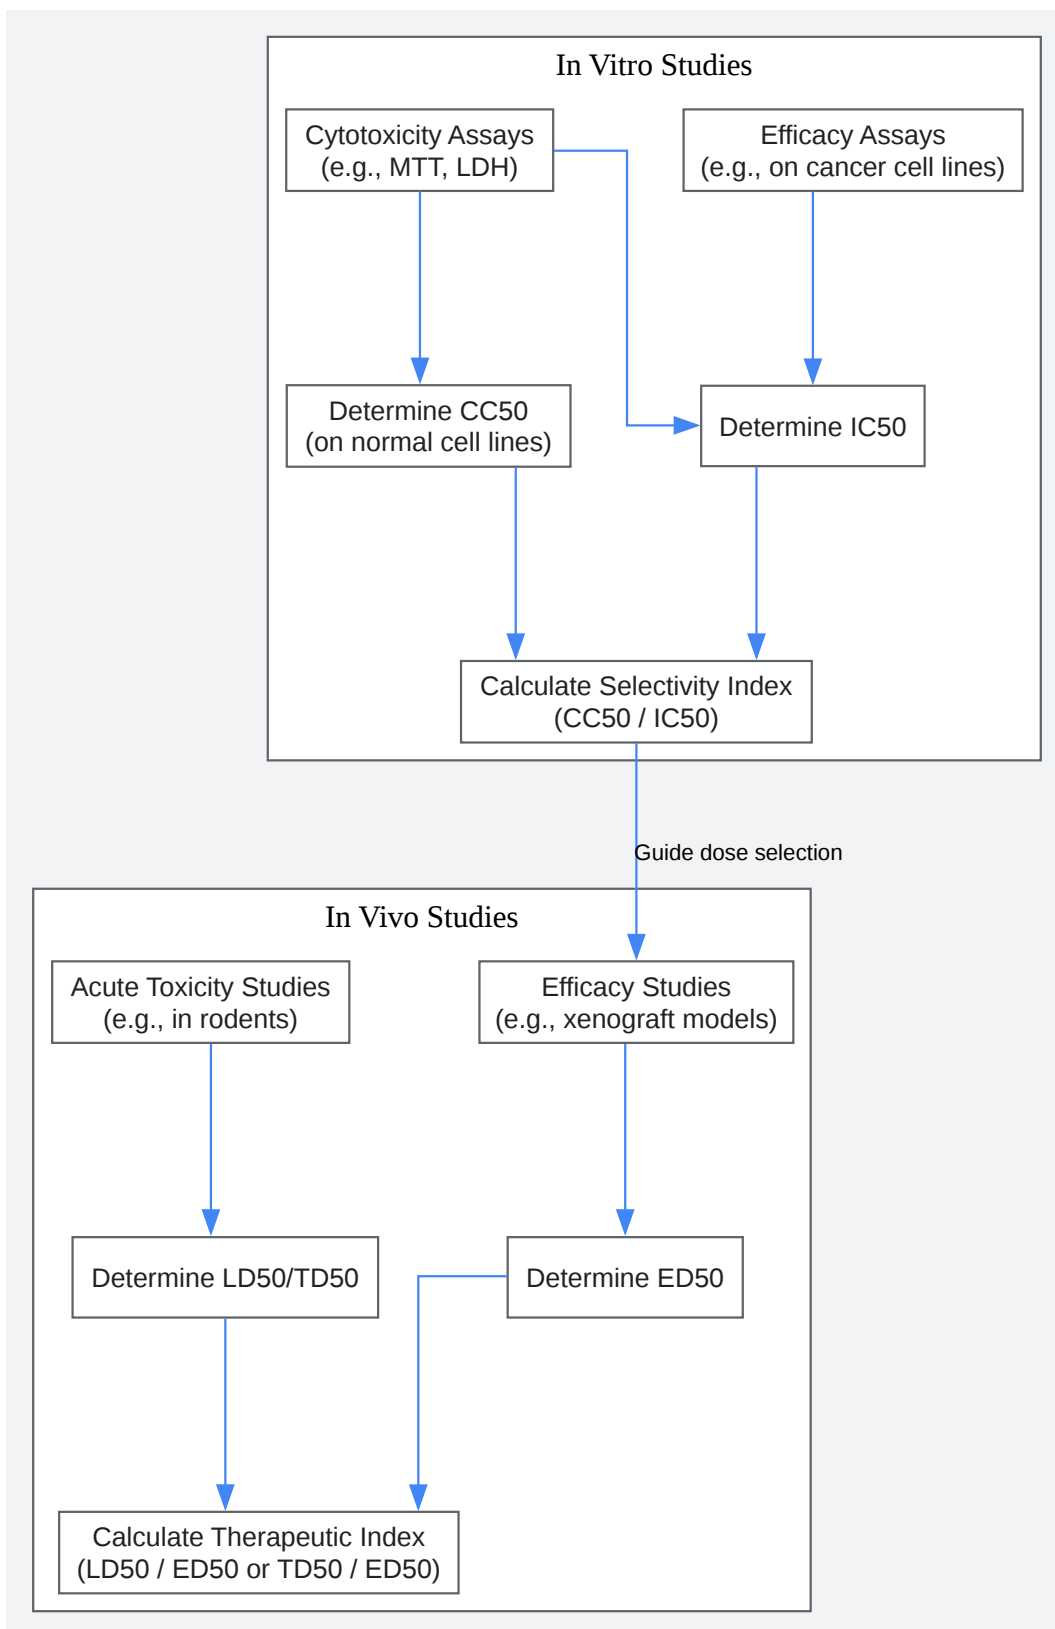 In Vitro Studies
Cytotoxicity Assays
(e.g., MTT, LDH)
Efficacy Assays
(e.g., on cancer cell lines)
Determine CC50
(on normal cell lines)
Determine IC50
Calculate Selectivity Index
(CC50 / IC50)
Guide dose selection
In Vivo Studies
Acute Toxicity Studies
(e.g., in rodents)
Efficacy Studies
(e.g., xenograft models)
Determine LD50/TD50
Determine ED50
Calculate Therapeutic Index
(LD50 / ED50 or TD50 / ED50)